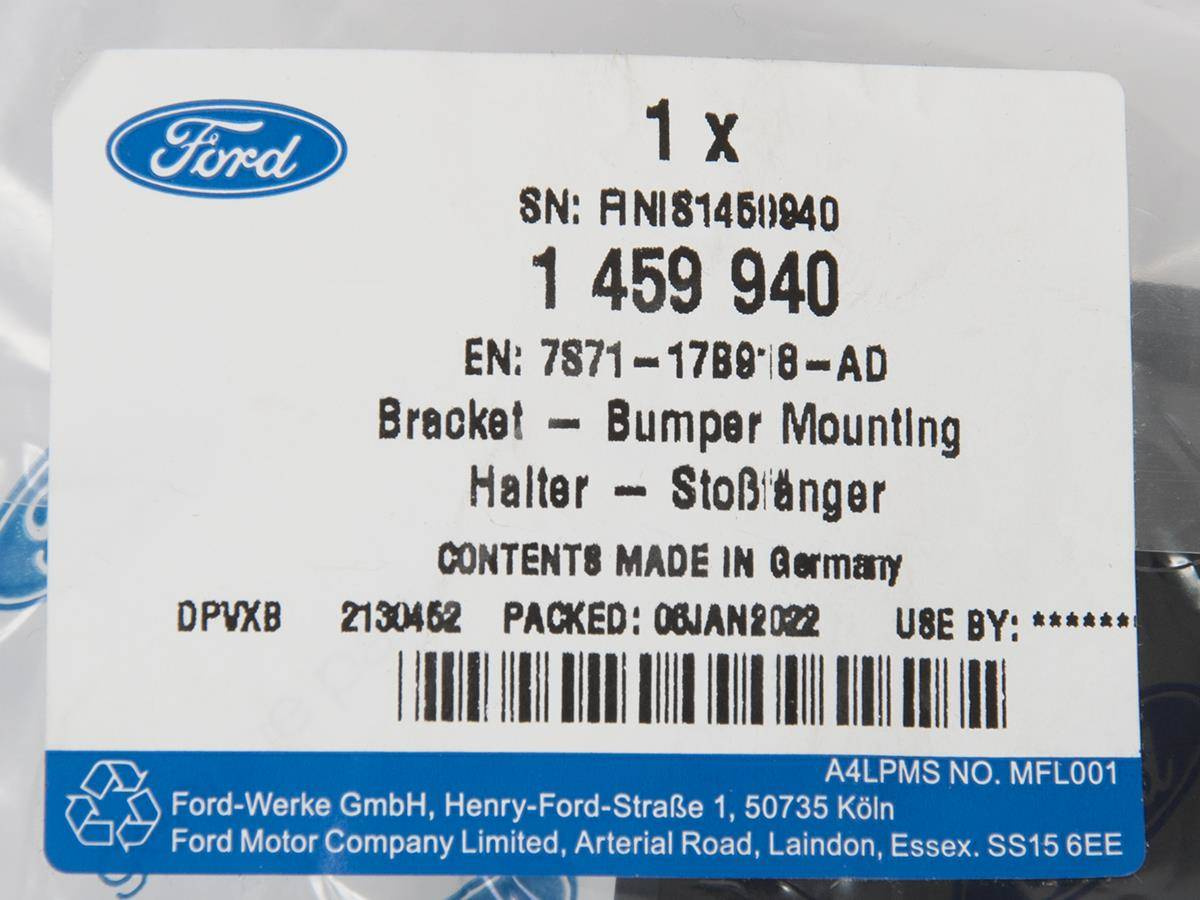 Ford
1 x
SN: FINIS1459940
1 459 940
EN: 7S71-17B918-AD
Bracket - Bumper Mounting
Halter - Stoßfänger
CONTENTS MADE IN Germany
DPVXB 2130452 PACKED: 06JAN2022 USE BY: ******
A4LPMS NO. MFL001
Ford-Werke GmbH, Henry-Ford-Straße 1, 50735 Köln
Ford Motor Company Limited, Arterial Road, Laindon, Essex. SS15 6EE